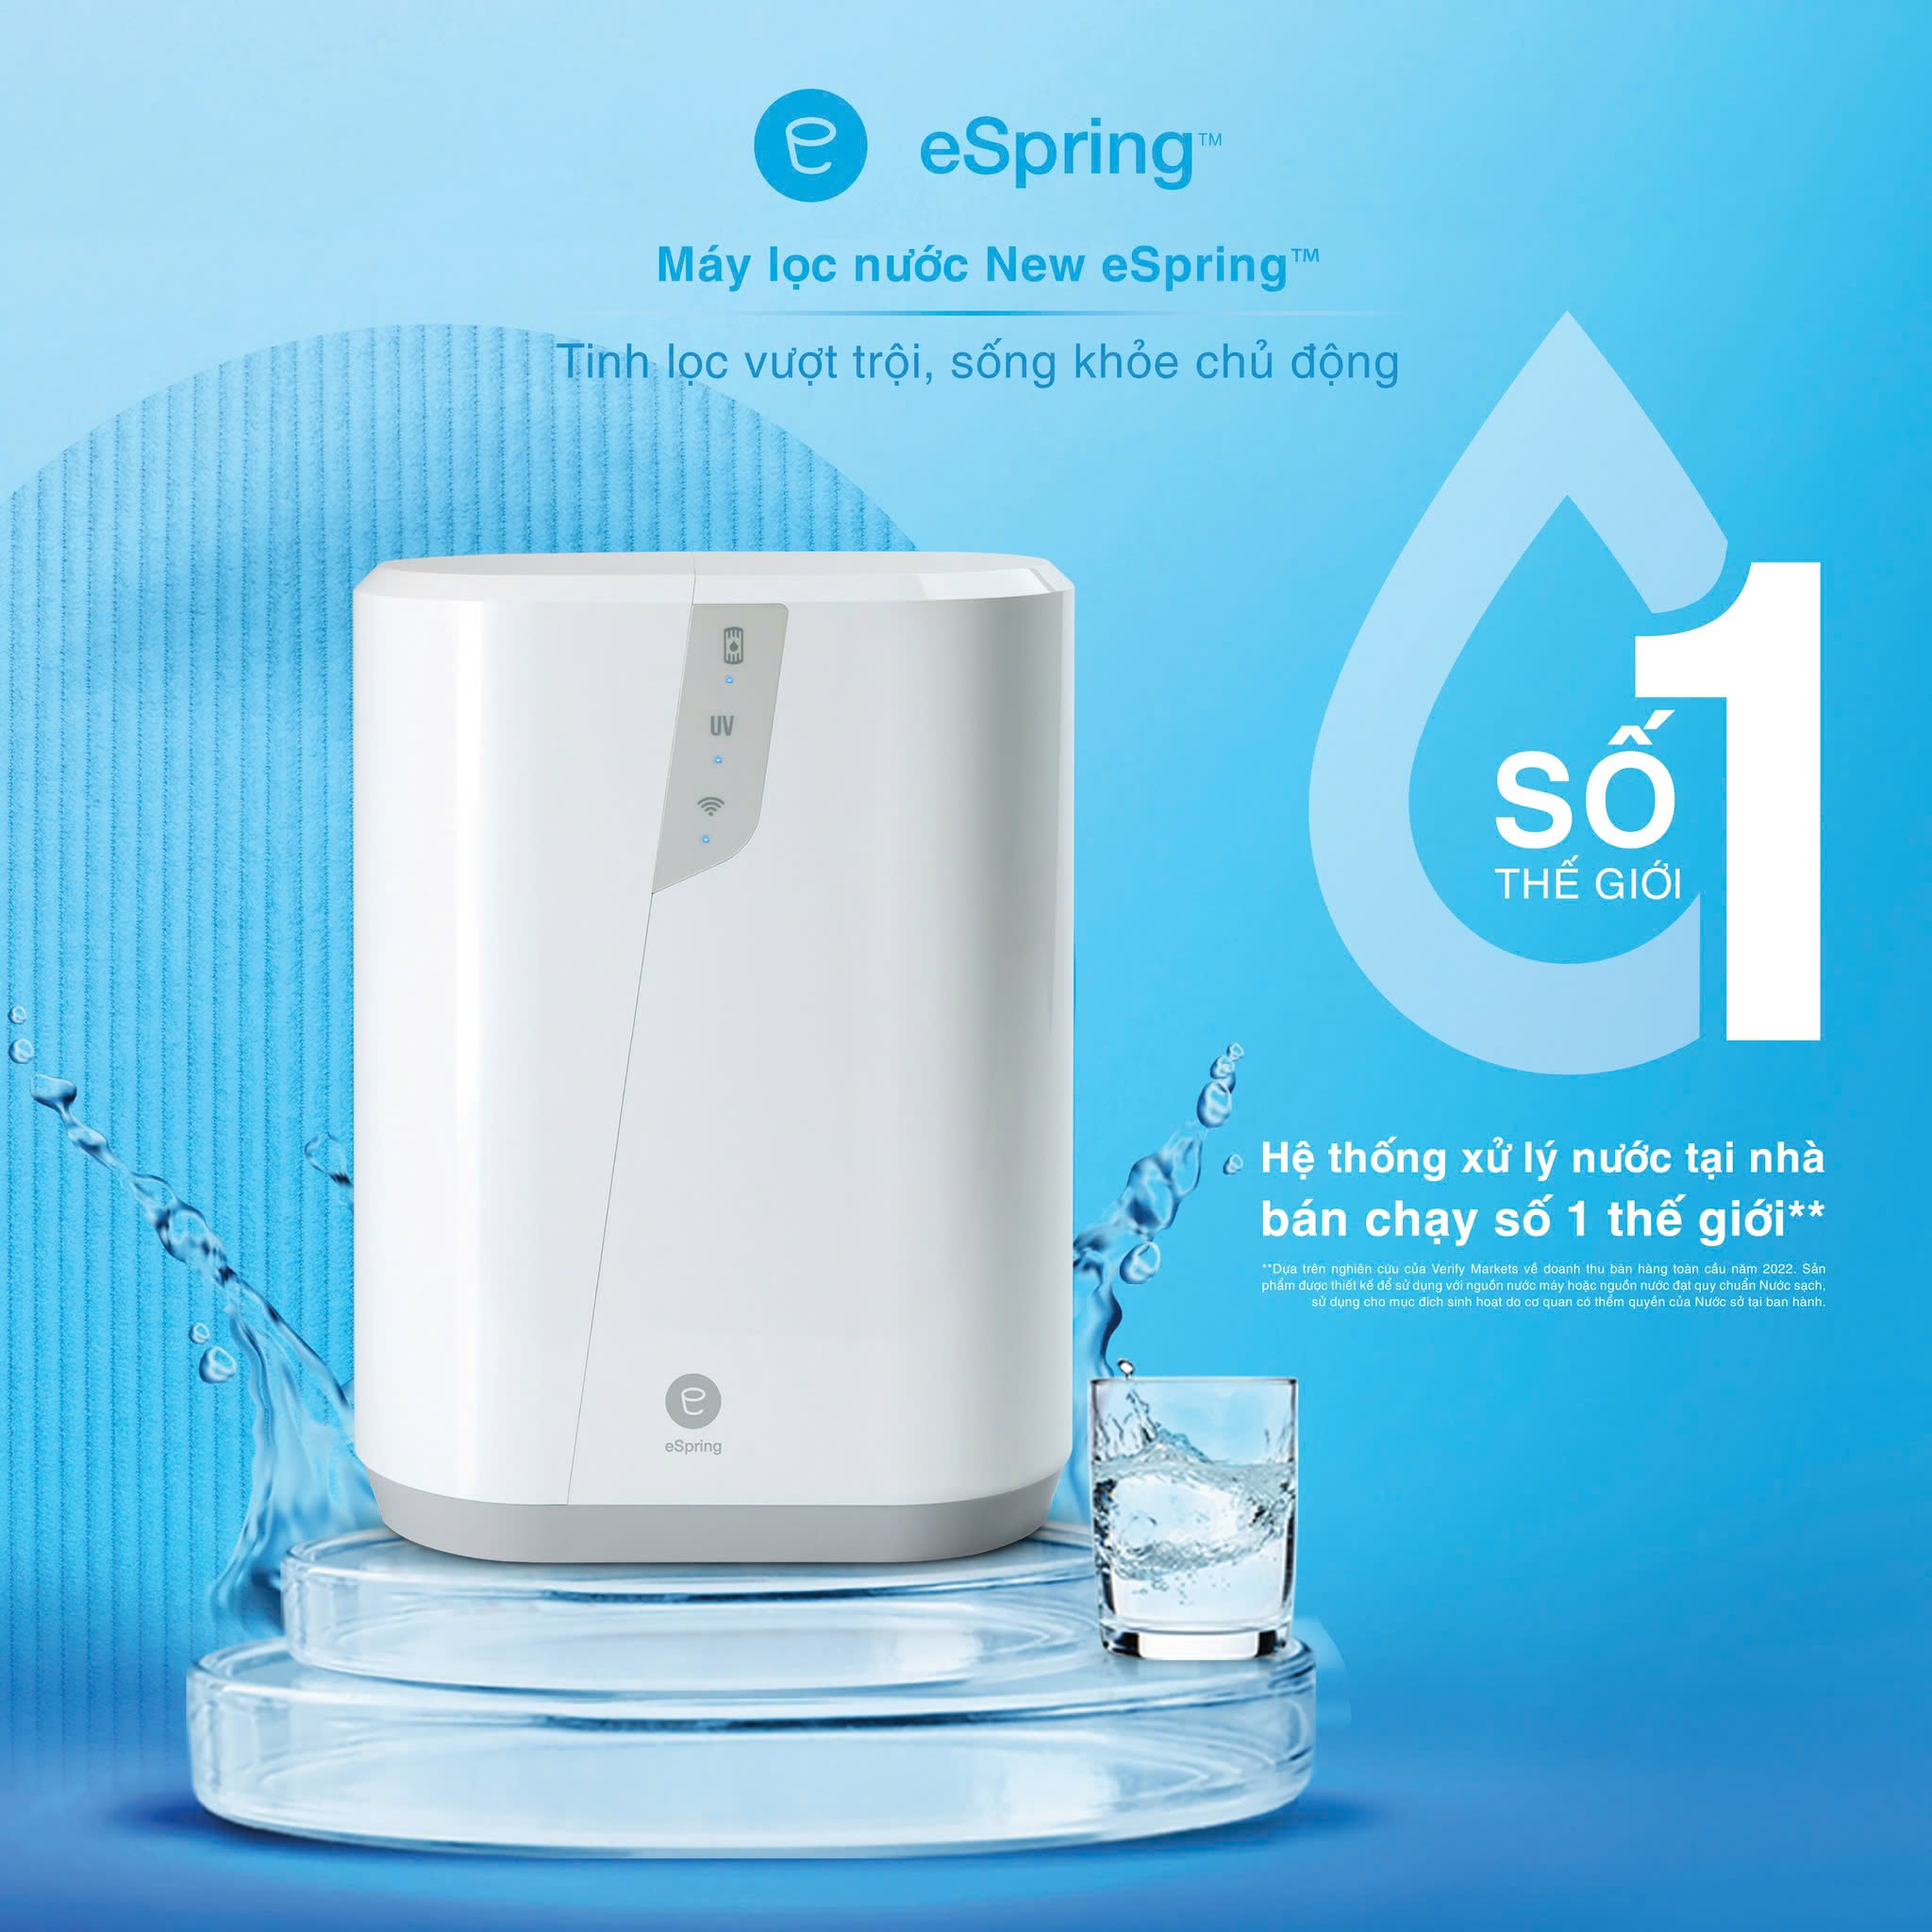 eSpring™
Máy lọc nước New eSpring™
Tinh lọc vượt trội, sống khỏe chủ động
UV
1
SỐ
THẾ GIỚI
Hệ thống xử lý nước tại nhà
bán chạy số 1 thế giới**
**Dựa trên nghiên cứu của Verify Markets về doanh thu bán hàng toàn cầu năm 2022. Sản
phẩm được thiết kế để sử dụng với nguồn nước máy hoặc nguồn nước đạt quy chuẩn Nước sạch,
sử dụng cho mục đích sinh hoạt do cơ quan có thẩm quyền của Nước sở tại ban hành.
eSpring